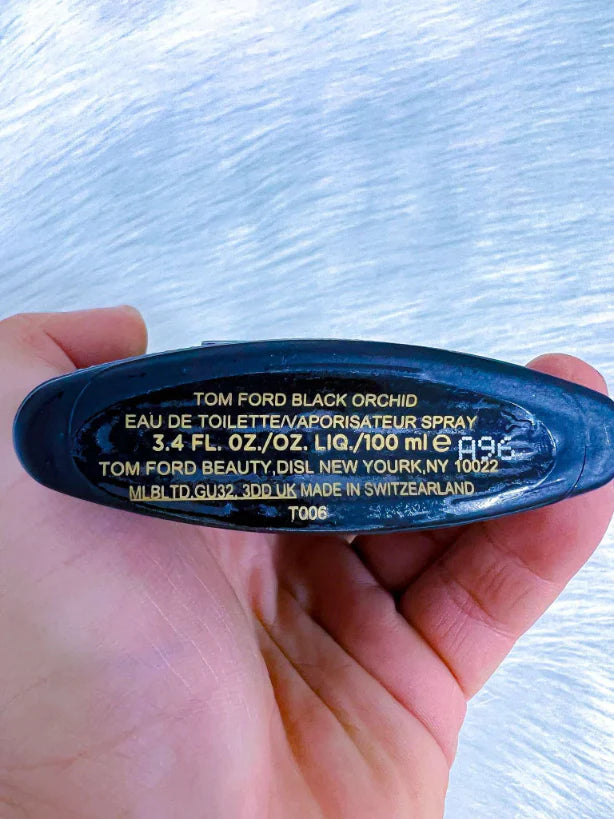 TOM FORD BLACK ORCHID
EAU DE TOILETTE/VAPORISATEUR SPRAY
3.4 FL. OZ./OZ. LIQ./100 ml e A96
TOM FORD BEAUTY,DISL NEW YOURK,NY 10022
MLBLTD,GU32, 3DD UK MADE IN SWITZEARLAND
T006